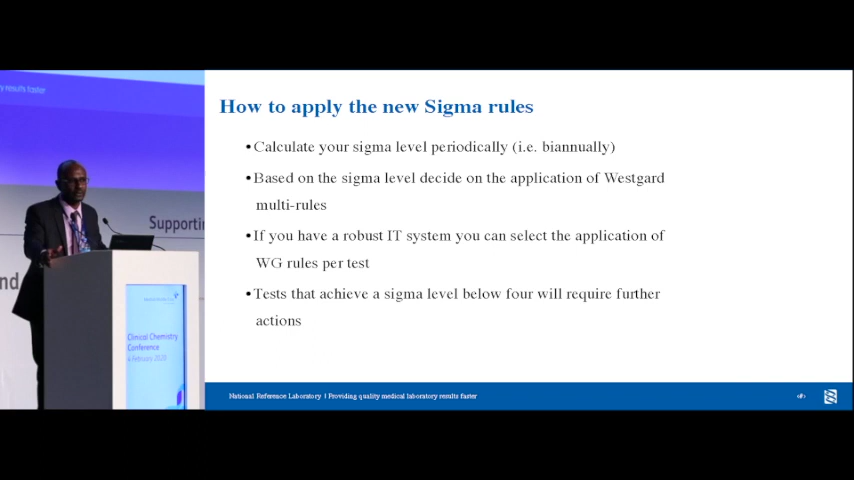 y results faster
Supportin
nd
Clinical Chemistry
Conference
How to apply the new Sigma rules
•Calculate your sigma level periodically (i.e. biannually)
•Based on the sigma level decide on the application of Westgard
multi-rules
•If you have a robust IT system you can select the application of
WG rules per test
•Tests that achieve a sigma level below four will require further
actions
National Reference Laboratory | Providing quality medical laboratory results faster